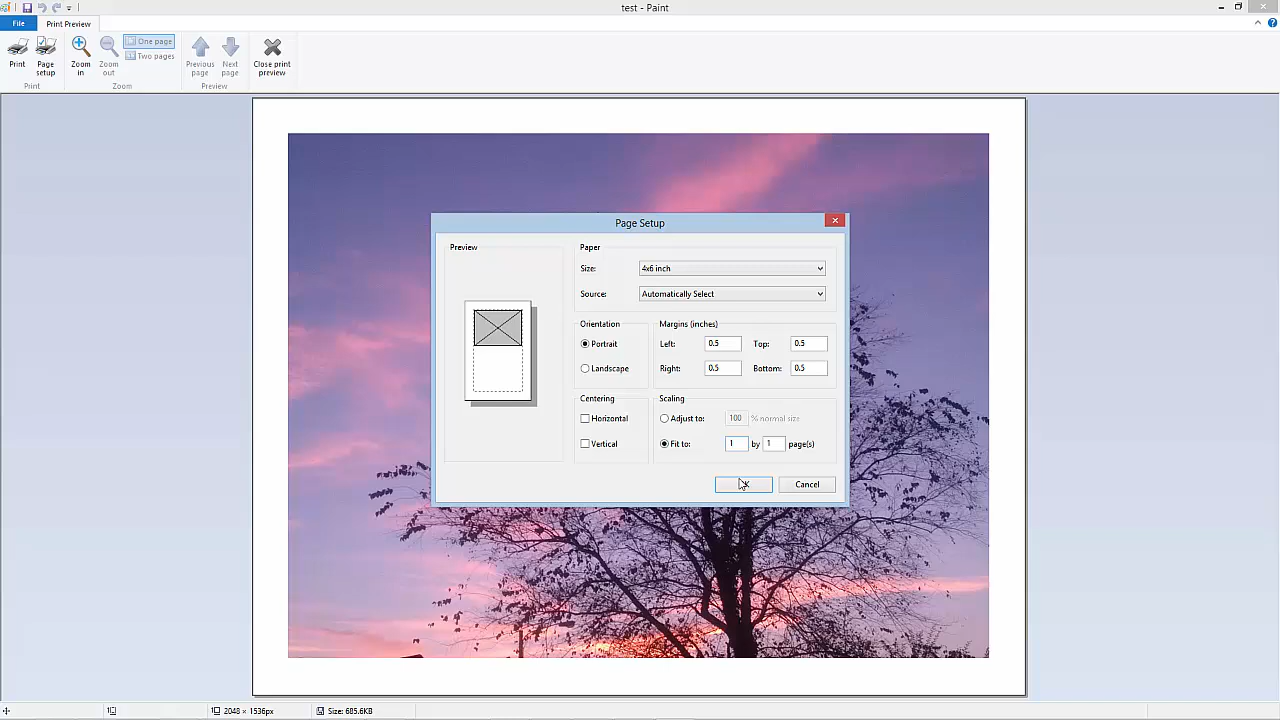 test - Paint
File
Print Preview
Print
Page setup
Zoom in
Zoom out
One page
Two pages
Previous page
Next page
Close print preview
Print
Zoom
Preview
Page Setup
Preview
Paper
Size:
4x6 inch
Source:
Automatically Select
Orientation
Portrait
Landscape
Margins (inches)
Left: 0.5 Top: 0.5
Right: 0.5 Bottom: 0.5
Centering
Horizontal
Vertical
Scaling
Adjust to: 100 % normal size
Fit to: 1 by 1 page(s)
Cancel
2048 × 1536px
Size: 685.6KB